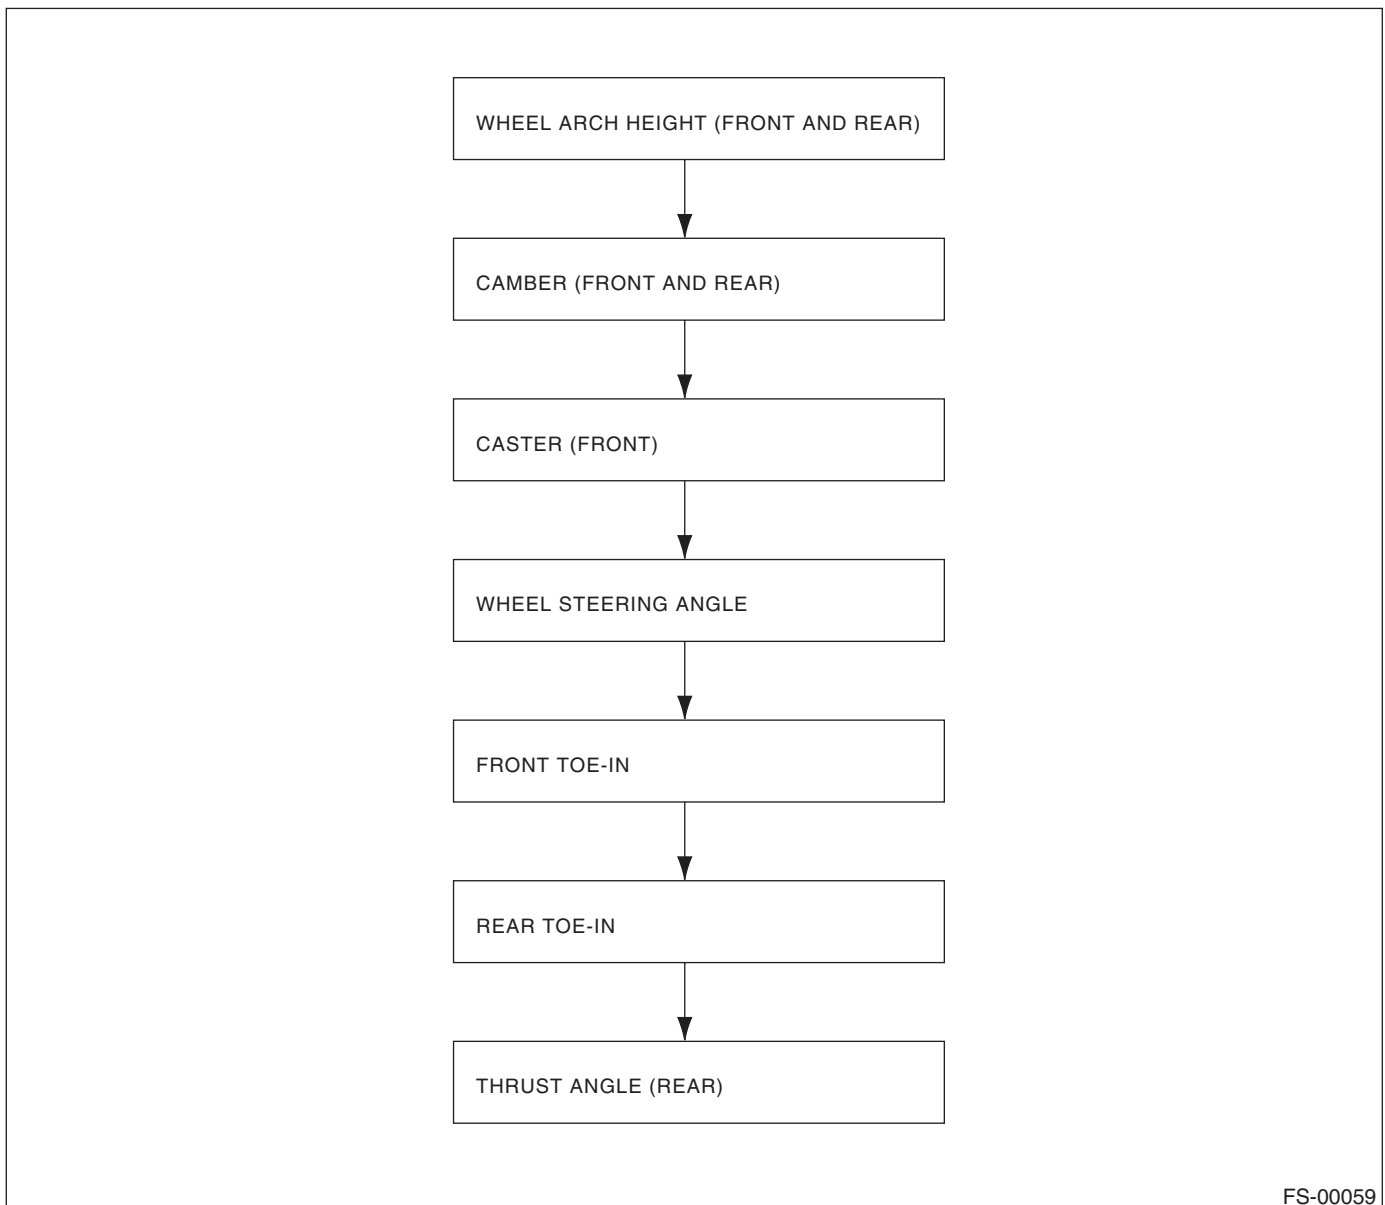 WHEEL ARCH HEIGHT (FRONT AND REAR)
CAMBER (FRONT AND REAR)
CASTER (FRONT)
WHEEL STEERING ANGLE
FRONT TOE-IN
REAR TOE-IN
THRUST ANGLE (REAR)
FS-00059